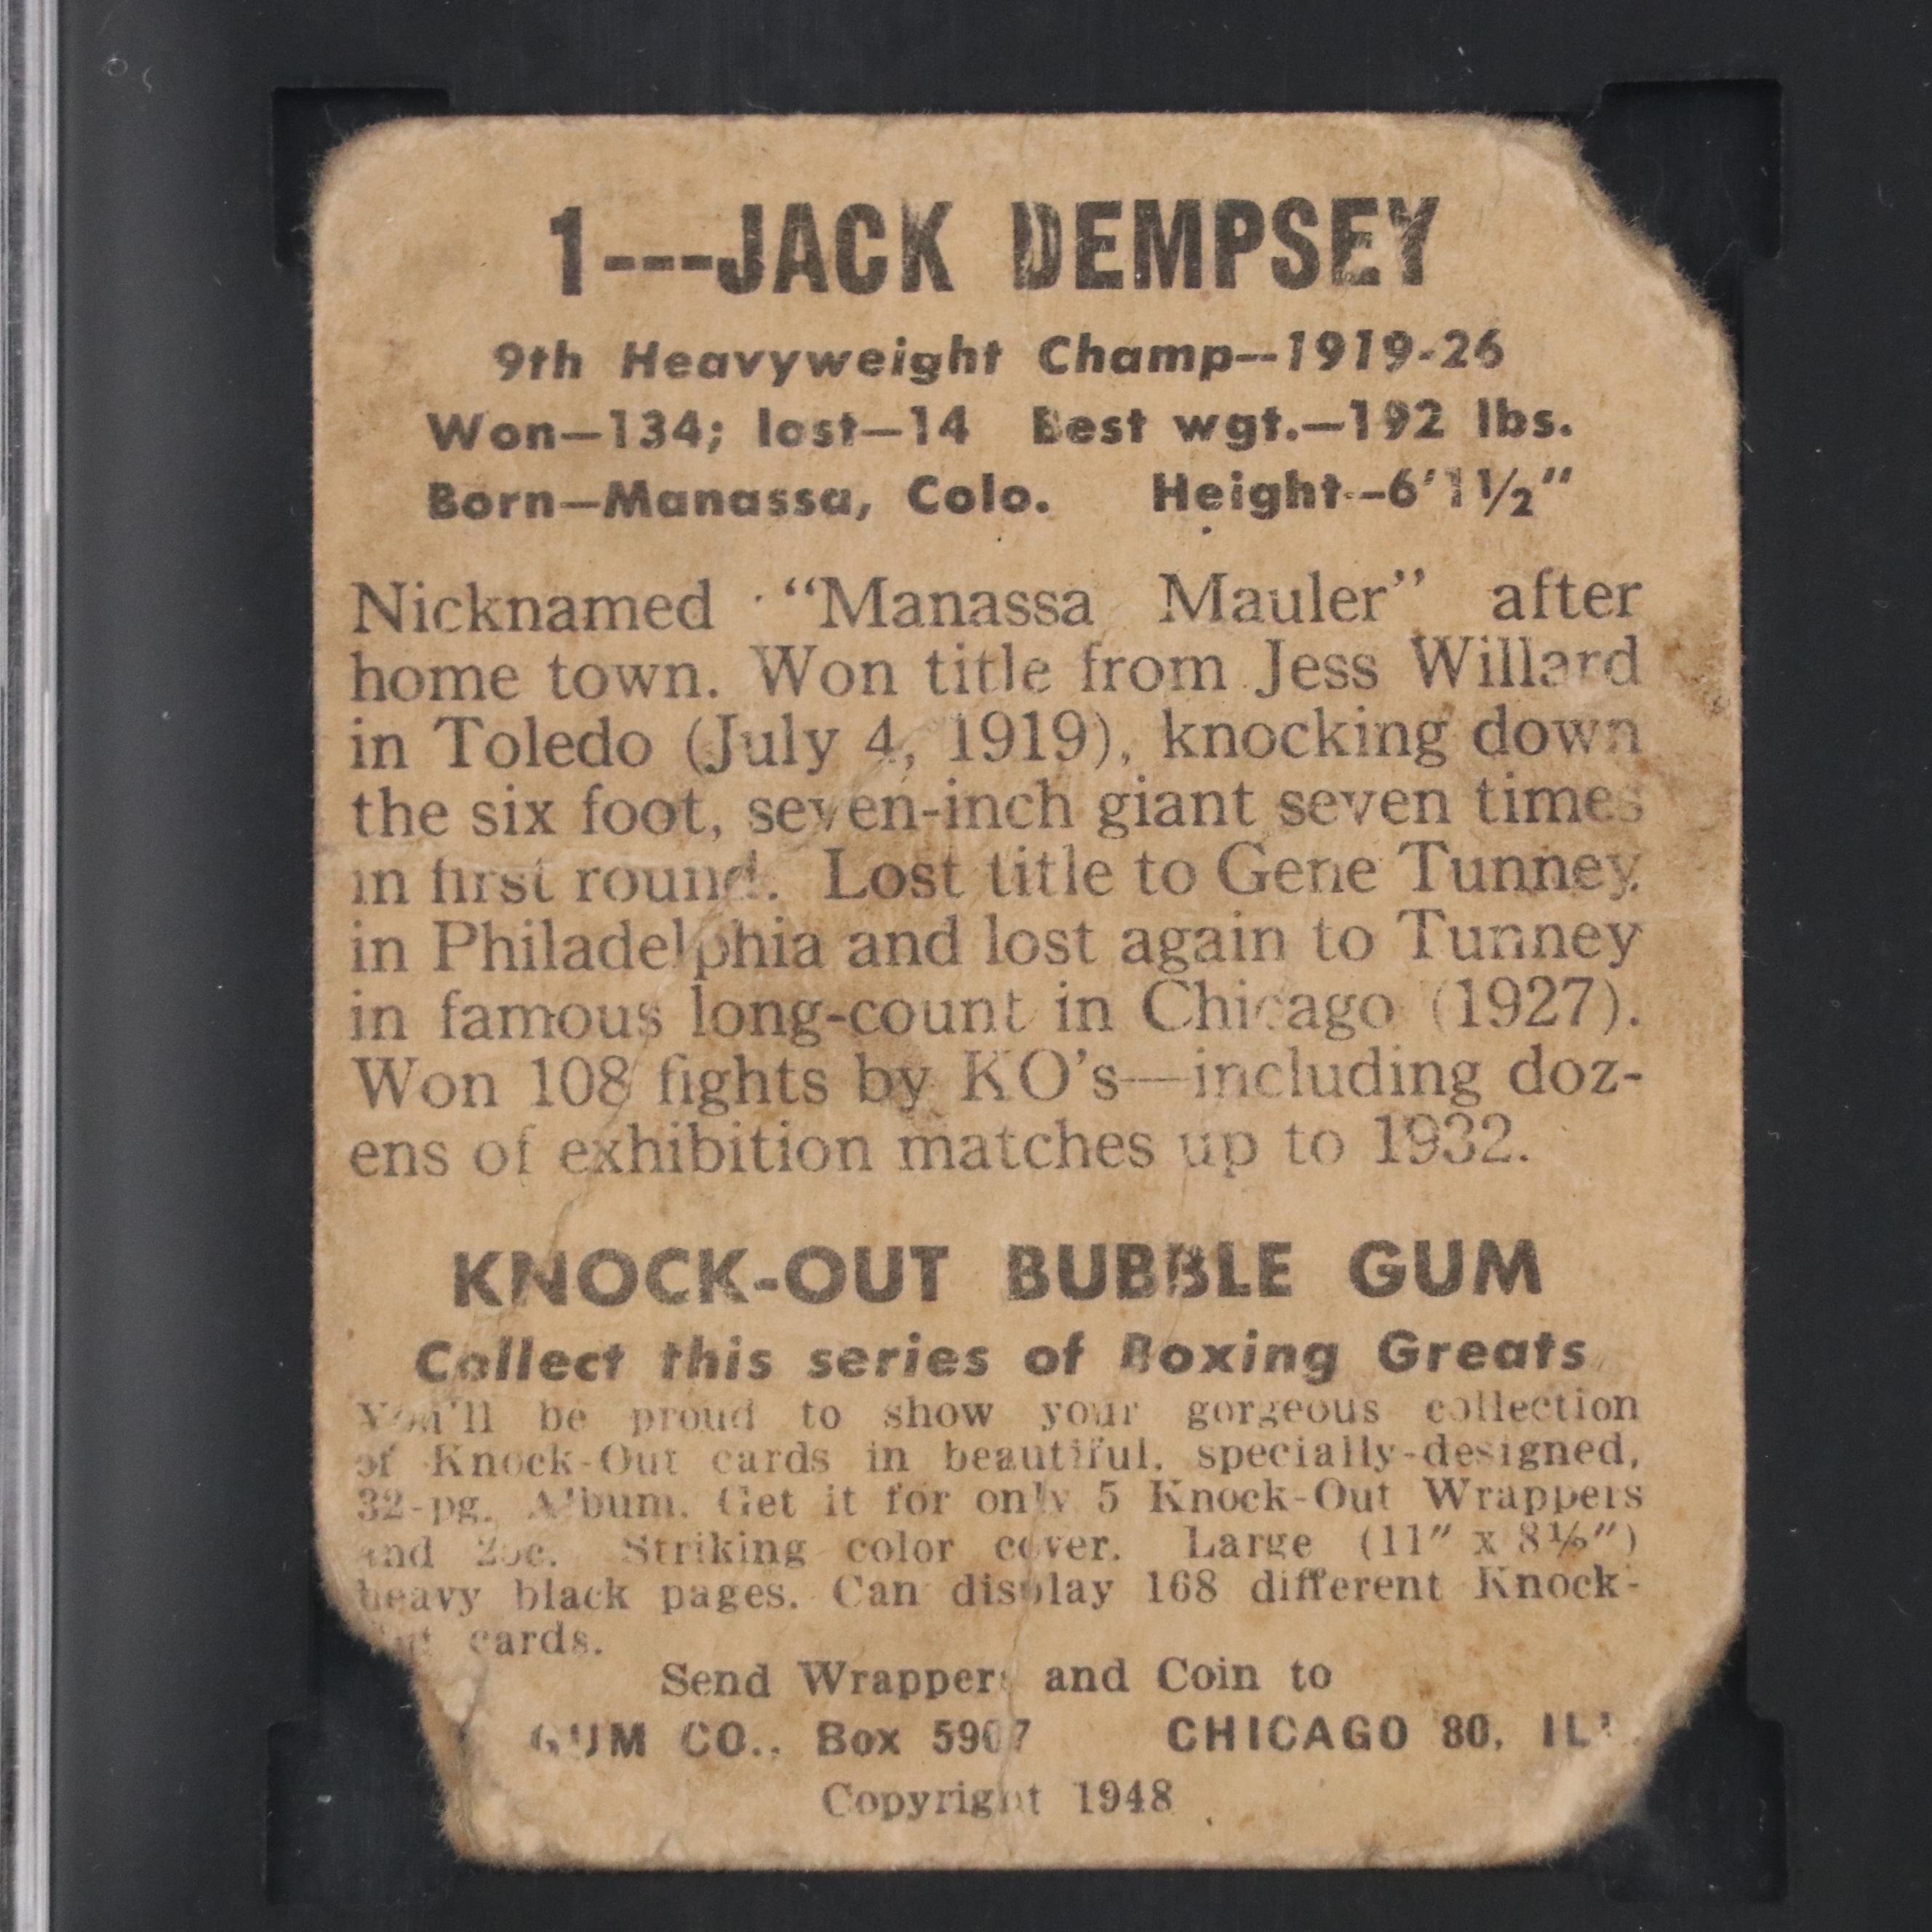 1---JACK DEMPSEY
9th Heavyweight Champ--1919-26
Won—134; lost—14 Best wgt.—192 lbs.
Born—Manassa, Colo. Height--6'1½"
Nicknamed "Manassa Mauler" after
home town. Won title from Jess Willard
in Toledo (July 4, 1919), knocking down
the six foot, seven-inch giant seven times
in first round. Lost title to Gene Tunney
in Philadelphia and lost again to Tunney
in famous long-count in Chicago (1927).
Won 108 fights by KO's—including doz-
ens of exhibition matches up to 1932.
KNOCK-OUT BUBBLE GUM
Collect this series of Boxing Greats
You'll be proud to show your gorgeous collection
of Knock-Out cards in beautiful, specially-designed,
32-pg. Album. Get it for only 5 Knock-Out Wrappers
and 25c. Striking color cover. Large (11" x 8½")
heavy black pages. Can display 168 different Knock-
cards.
Send Wrappers and Coin to
GUM CO., Box 5907 CHICAGO 80, ILL.
Copyright 1948